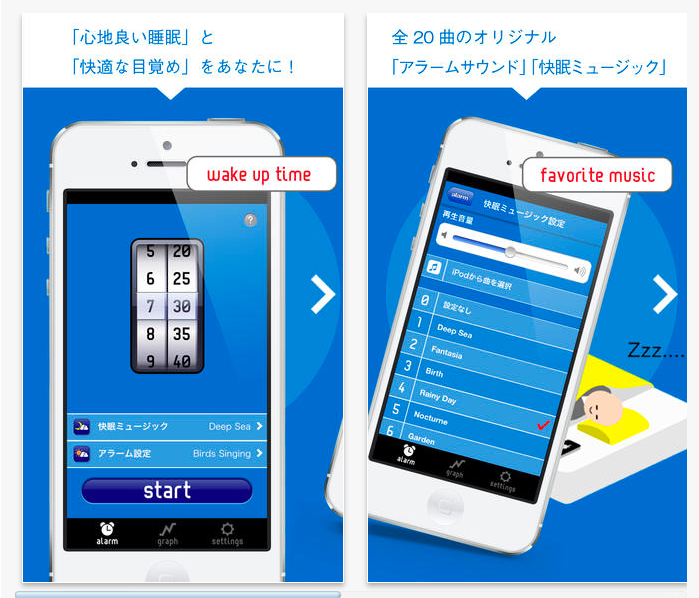 「心地良い睡眠」と
「快適な目覚め」をあなたに！
wake up time
?
5 20
6 25
7 30
8 35
9 40
快眠ミュージック Deep Sea
アラーム設定 Birds Singing
start
alarm graph settings
全20曲のオリジナル
「アラームサウンド」「快眠ミュージック」
favorite music
alarm 快眠ミュージック設定
再生音量
iPodから曲を選択
0 設定なし
1 Deep Sea
2 Fantasia
3 Birth
4 Rainy Day
5 Nocturne
6 Garden
alarm graph settings
Zzz....